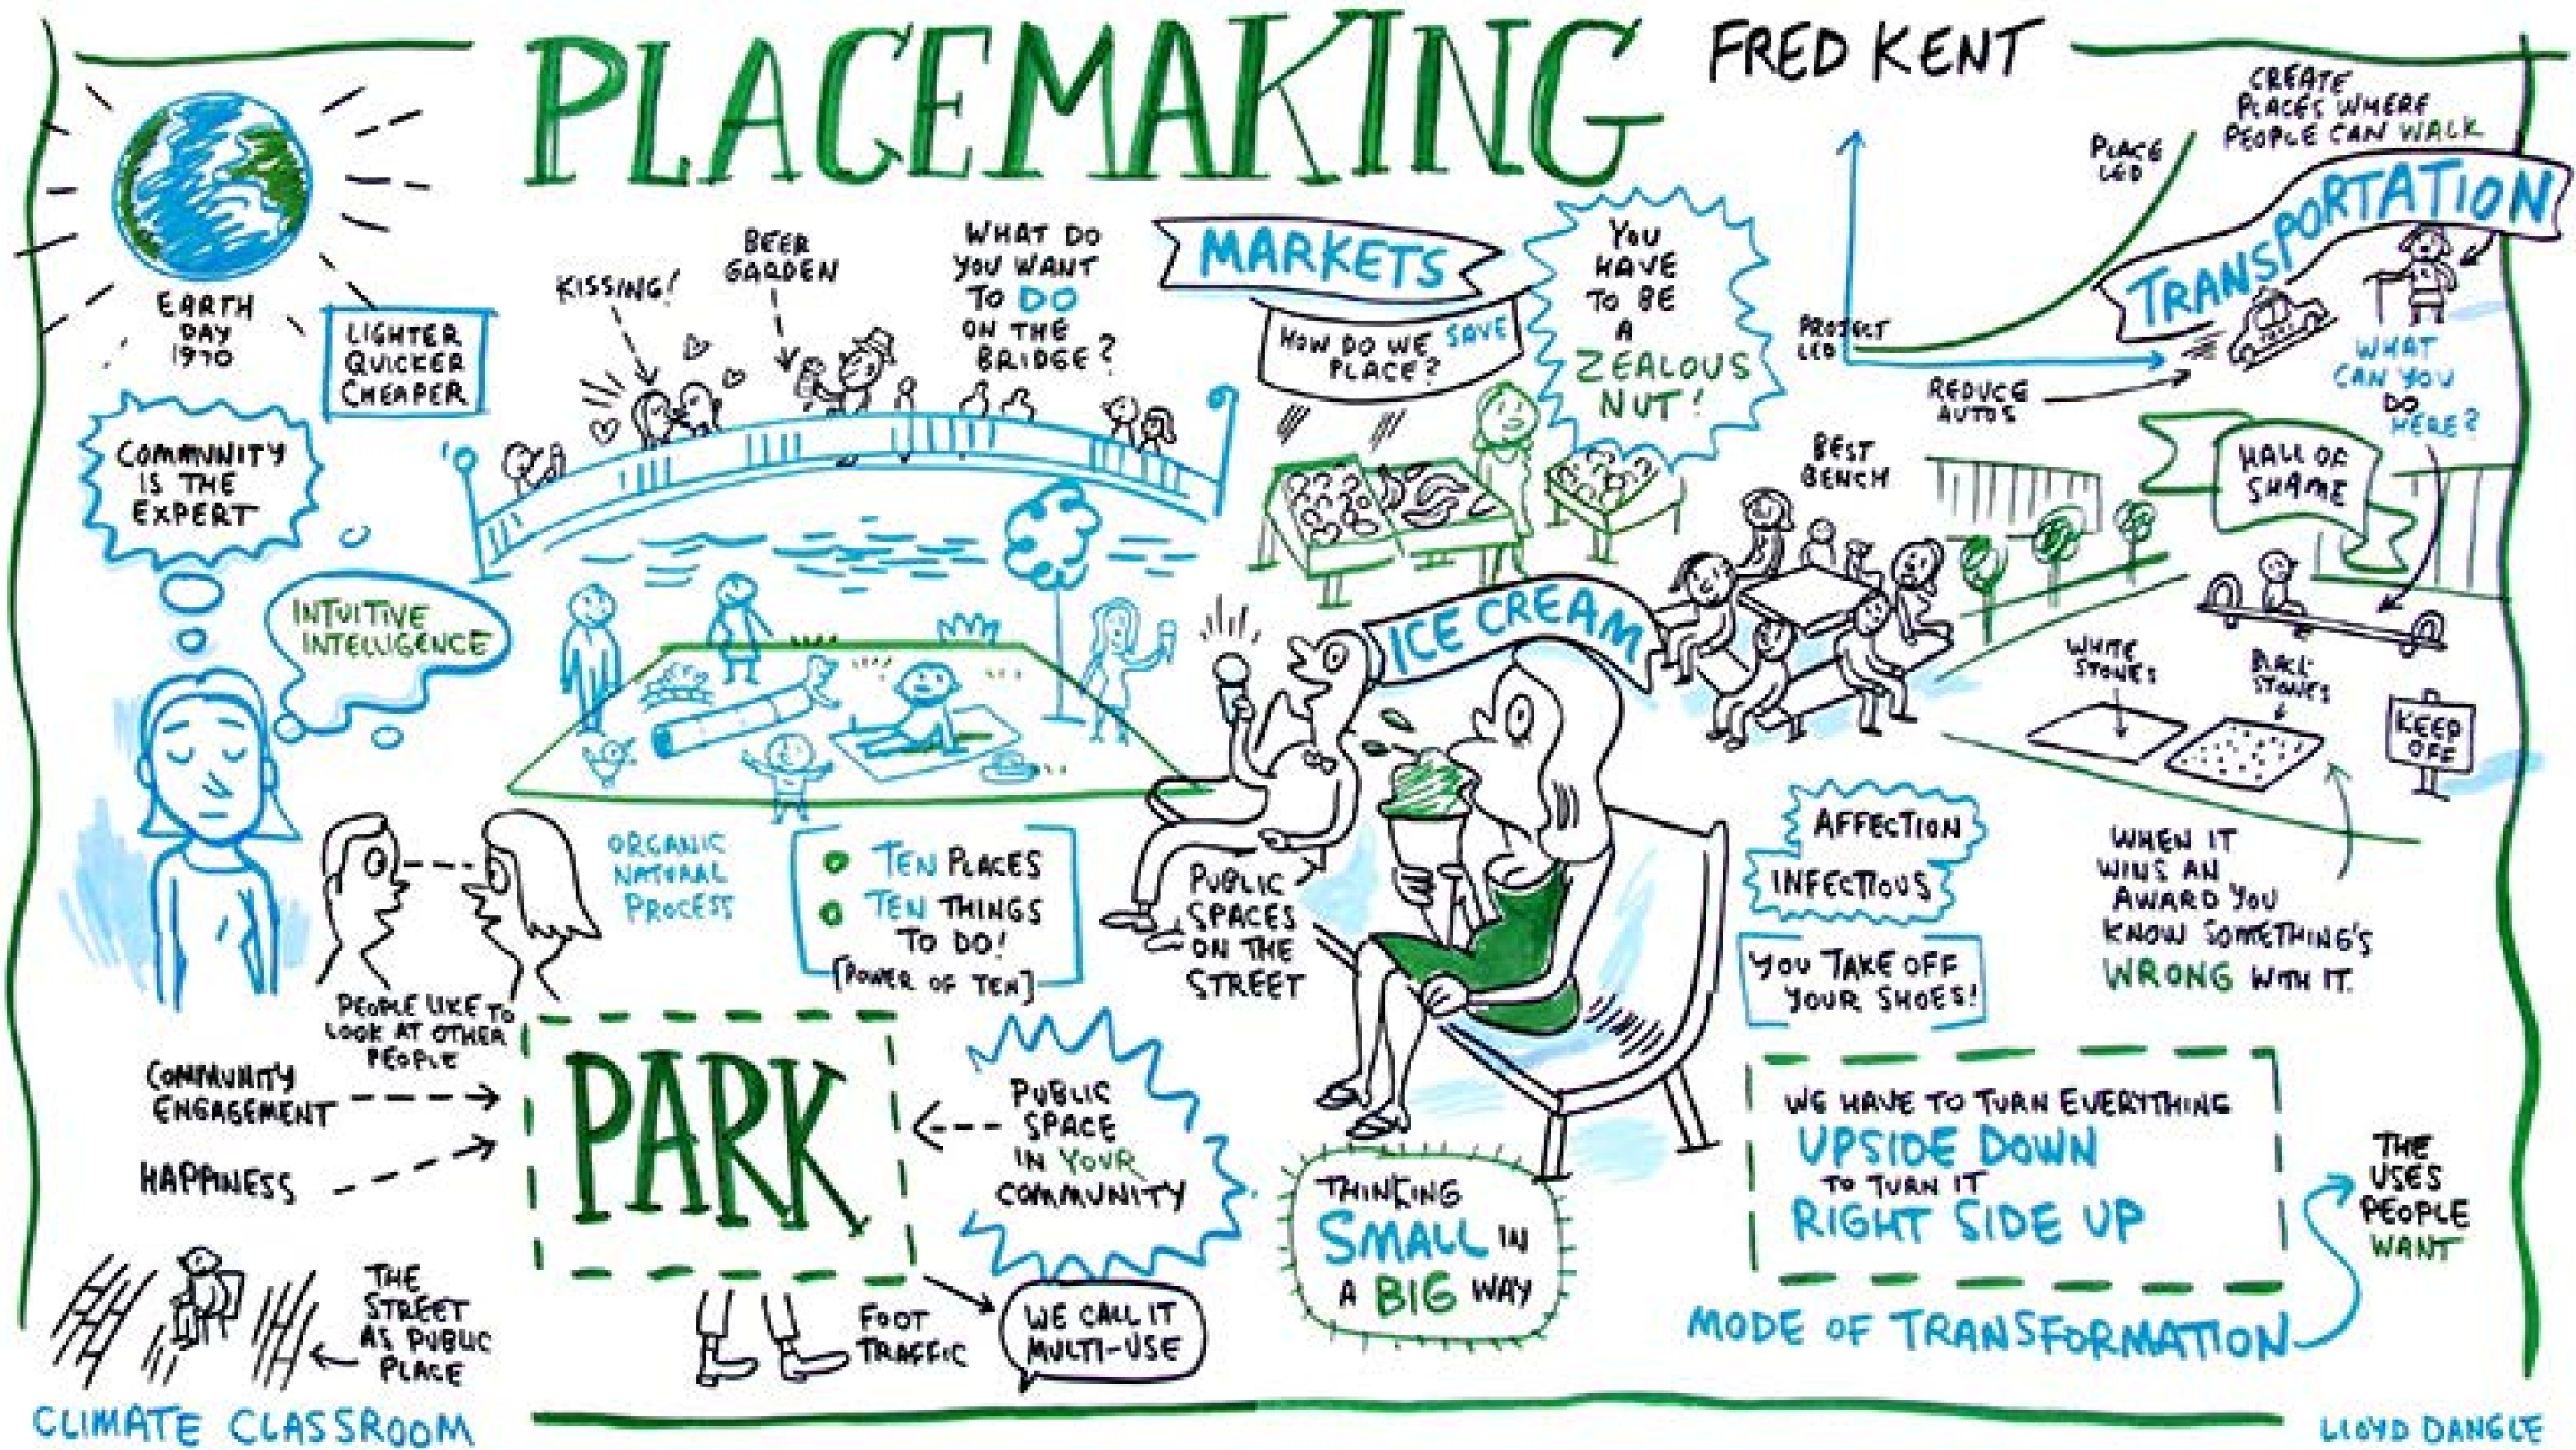 PLACEMAKING
FRED KENT
EARTH
DAY
1970
LIGHTER
QUICKER
CHEAPER
COMMUNITY
IS THE
EXPERT
INTUITIVE
INTELLIGENCE
KISSING!
BEER
GARDEN
WHAT DO
YOU WANT
TO DO
ON THE
BRIDGE?
MARKETS
HOW DO WE SAVE
PLACE?
YOU
HAVE
TO BE
A
ZEALOUS
NUT!
PLACE
LED
PROJECT
LED
CREATE
PLACES WHERE
PEOPLE CAN WALK
TRANSPORTATION
REDUCE
AUTOS
WHAT
CAN YOU
DO
HERE?
BEST
BENCH
HALL OF
SHAME
WHITE
STONES
BLACK
STONES
KEEP
OFF
WHEN IT
WINS AN
AWARD YOU
KNOW SOMETHING'S
WRONG WITH IT.
ICE CREAM
PUBLIC
SPACES
ON THE
STREET
AFFECTION
INFECTIOUS
YOU TAKE OFF
YOUR SHOES!
ORGANIC
NATURAL
PROCESS
TEN PLACES
TEN THINGS
TO DO!
[POWER OF TEN]
PEOPLE LIKE TO
LOOK AT OTHER
PEOPLE
COMMUNITY
ENGAGEMENT
HAPPINESS
PARK
PUBLIC
SPACE
IN YOUR
COMMUNITY
THE
STREET
AS PUBLIC
PLACE
FOOT
TRAFFIC
WE CALL IT
MULTI-USE
THINKING
SMALL IN
A BIG WAY
WE HAVE TO TURN EVERYTHING
UPSIDE DOWN
TO TURN IT
RIGHT SIDE UP
MODE OF TRANSFORMATION
THE
USES
PEOPLE
WANT
CLIMATE CLASSROOM
LLOYD DANGLE